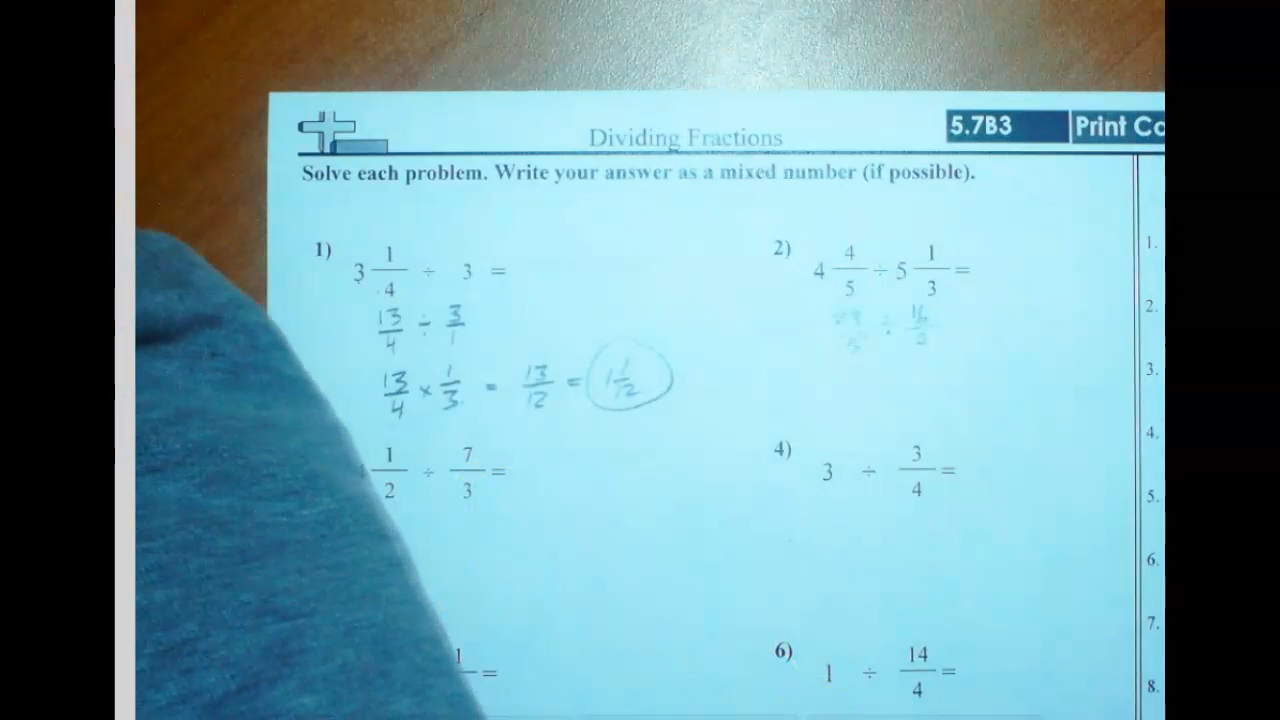 Dividing Fractions
5.7B3
Print Co
Solve each problem. Write your answer as a mixed number (if possible).
1) 3 1/4 ÷ 3 =
13/4 ÷ 3/1
13/4 × 1/3 = 13/12 = 1 1/12
2) 4 4/5 ÷ 5 1/3 =
÷ 16/3
1/2 ÷ 7/3 =
4) 3 ÷ 3/4 =
1
=
6) 1 ÷ 14/4 =
1.
2.
3.
4.
5.
6.
7.
8.